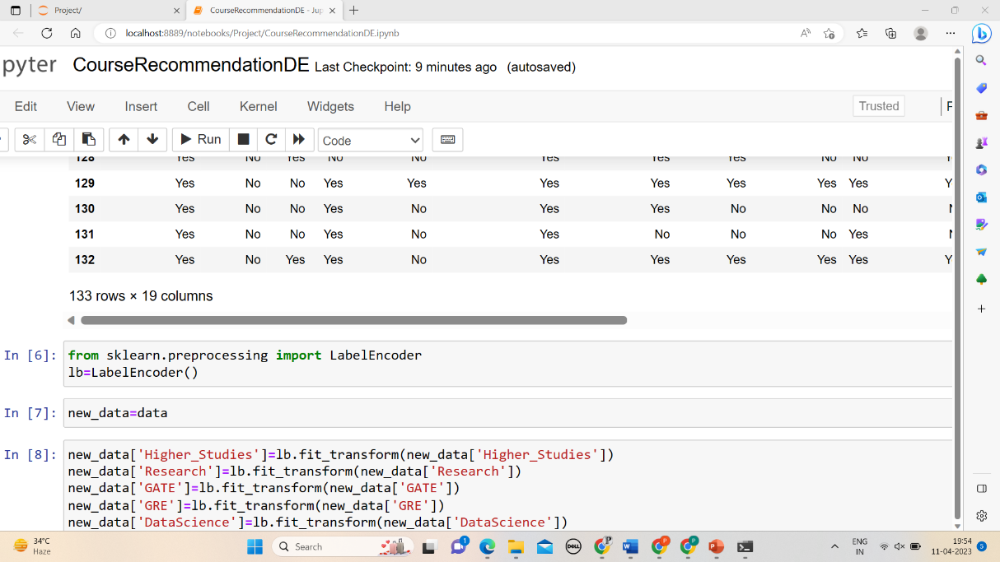 Project/
CourseRecommendationDE - Jup
localhost:8889/notebooks/Project/CourseRecommendationDE.ipynb
pyter CourseRecommendationDE Last Checkpoint: 9 minutes ago (autosaved)
Edit View Insert Cell Kernel Widgets Help Trusted
Run Code
128 Yes No Yes No No Yes Yes Yes No No
129 Yes No No Yes Yes Yes Yes Yes Yes Yes Y
130 Yes No No Yes No Yes Yes No No No
131 Yes No No Yes No Yes No No No Yes
132 Yes No Yes Yes No Yes Yes Yes Yes Yes Y
133 rows × 19 columns
In [6]: from sklearn.preprocessing import LabelEncoder
lb=LabelEncoder()
In [7]: new_data=data
In [8]: new_data['Higher_Studies']=lb.fit_transform(new_data['Higher_Studies'])
new_data['Research']=lb.fit_transform(new_data['Research'])
new_data['GATE']=lb.fit_transform(new_data['GATE'])
new_data['GRE']=lb.fit_transform(new_data['GRE'])
new_data['DataScience']=lb.fit_transform(new_data['DataScience'])
34°C
Haze
Search
1
DELL
ENG
IN
19:54
11-04-2023
5